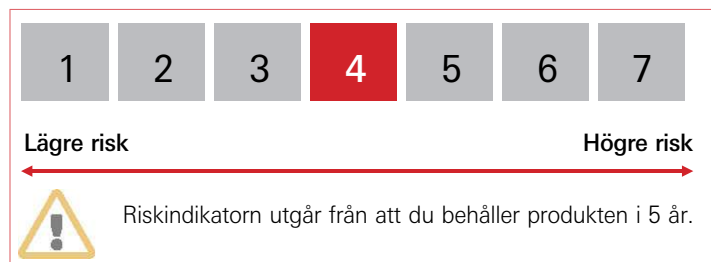 1 2 3 4 5 6 7
Lägre risk Högre risk
Riskindikatorn utgår från att du behåller produkten i 5 år.